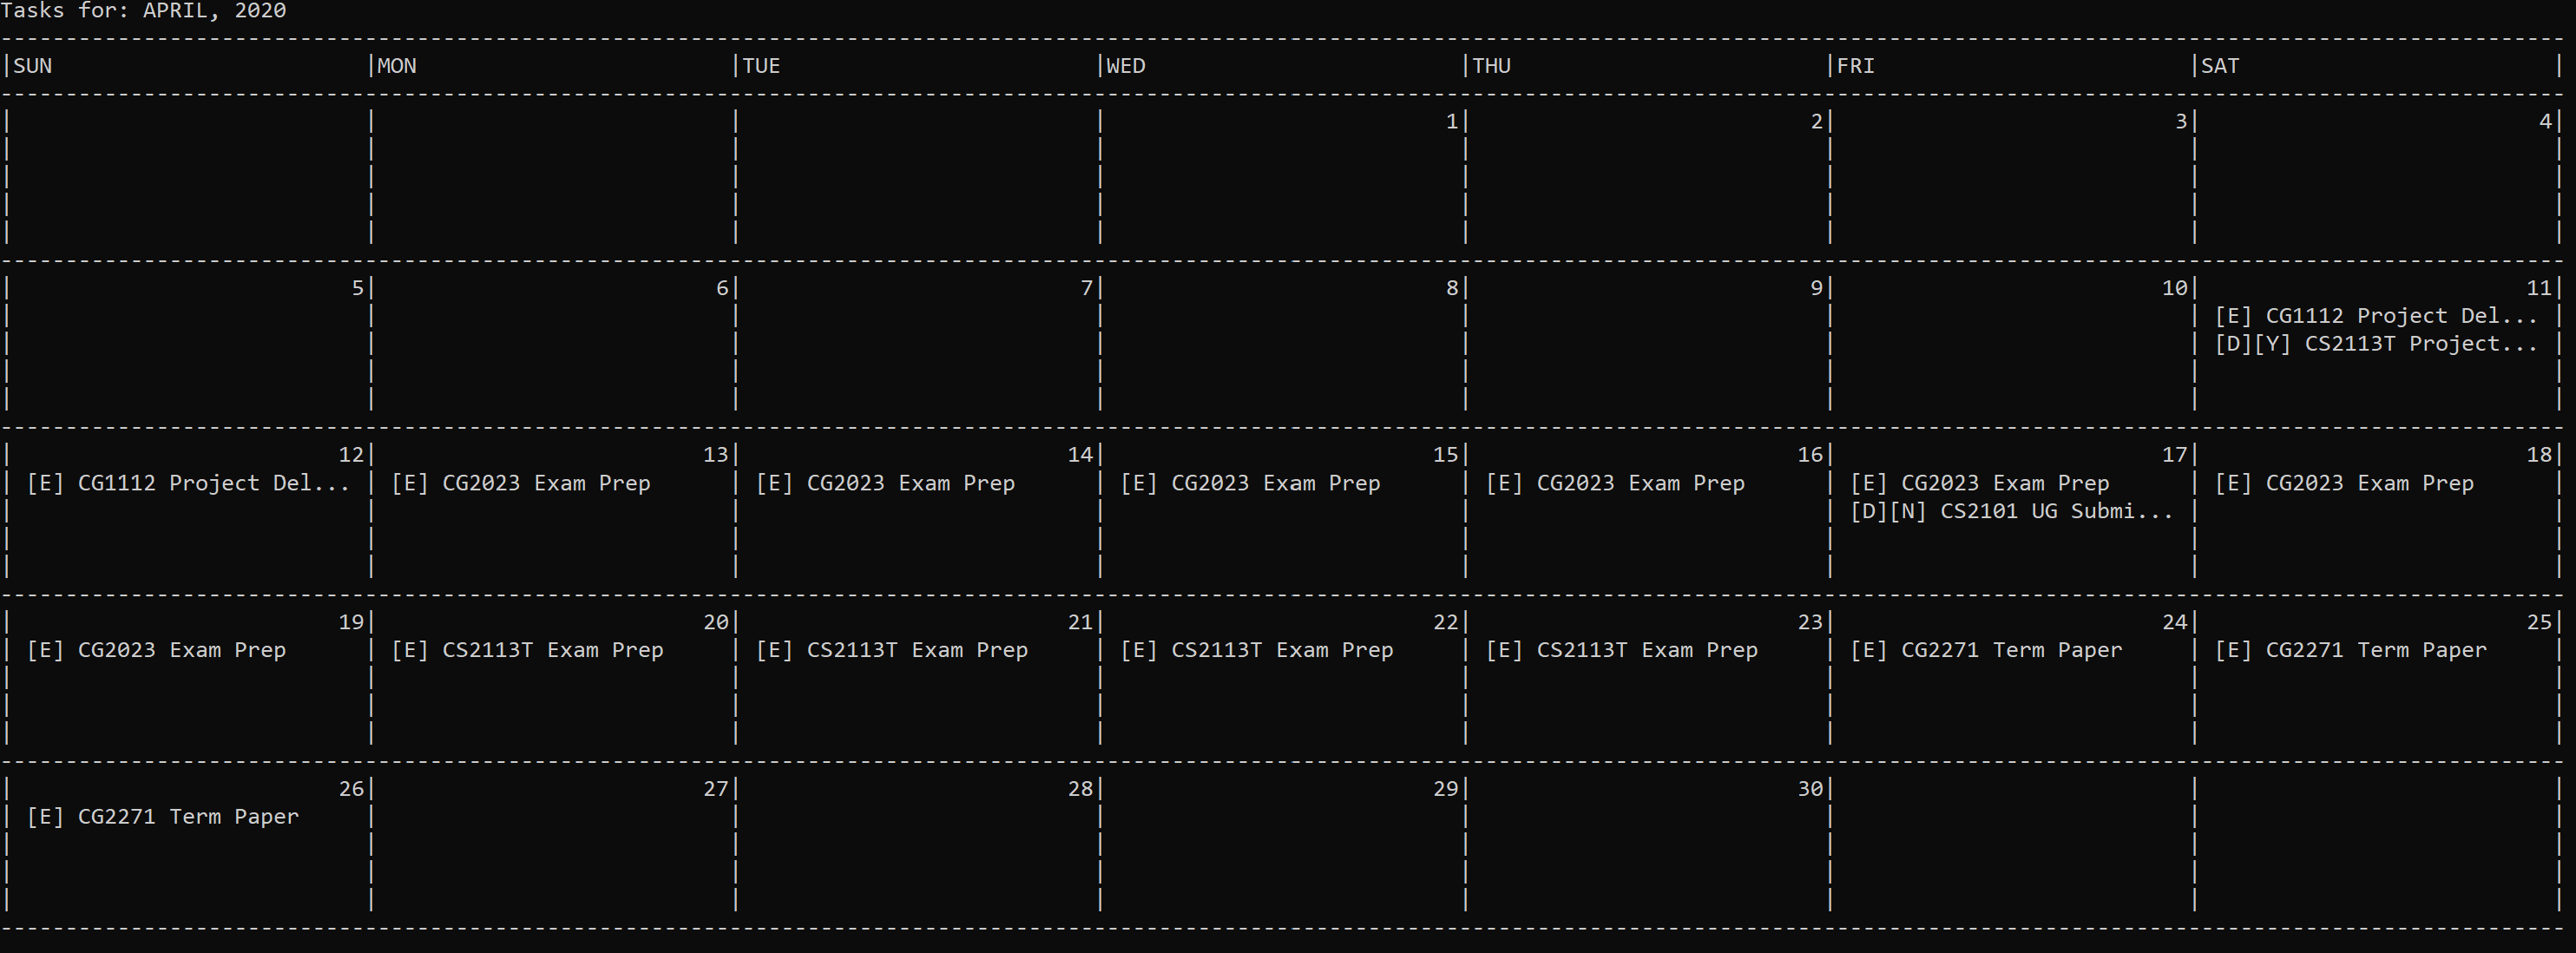 Tasks for: APRIL, 2020
|SUN |MON |TUE |WED |THU |FRI |SAT |
| | | | 1| 2| 3| 4|
| 5| 6| 7| 8| 9| 10| 11|
| | | | | | | [E] CG1112 Project Del... |
| | | | | | | [D][Y] CS2113T Project... |
| 12| 13| 14| 15| 16| 17| 18|
| [E] CG1112 Project Del... | [E] CG2023 Exam Prep | [E] CG2023 Exam Prep | [E] CG2023 Exam Prep | [E] CG2023 Exam Prep | [E] CG2023 Exam Prep | [E] CG2023 Exam Prep |
| | | | | | [D][N] CS2101 UG Submi... | |
| 19| 20| 21| 22| 23| 24| 25|
| [E] CG2023 Exam Prep | [E] CS2113T Exam Prep | [E] CS2113T Exam Prep | [E] CS2113T Exam Prep | [E] CS2113T Exam Prep | [E] CG2271 Term Paper | [E] CG2271 Term Paper |
| 26| 27| 28| 29| 30| | |
| [E] CG2271 Term Paper | | | | | | |